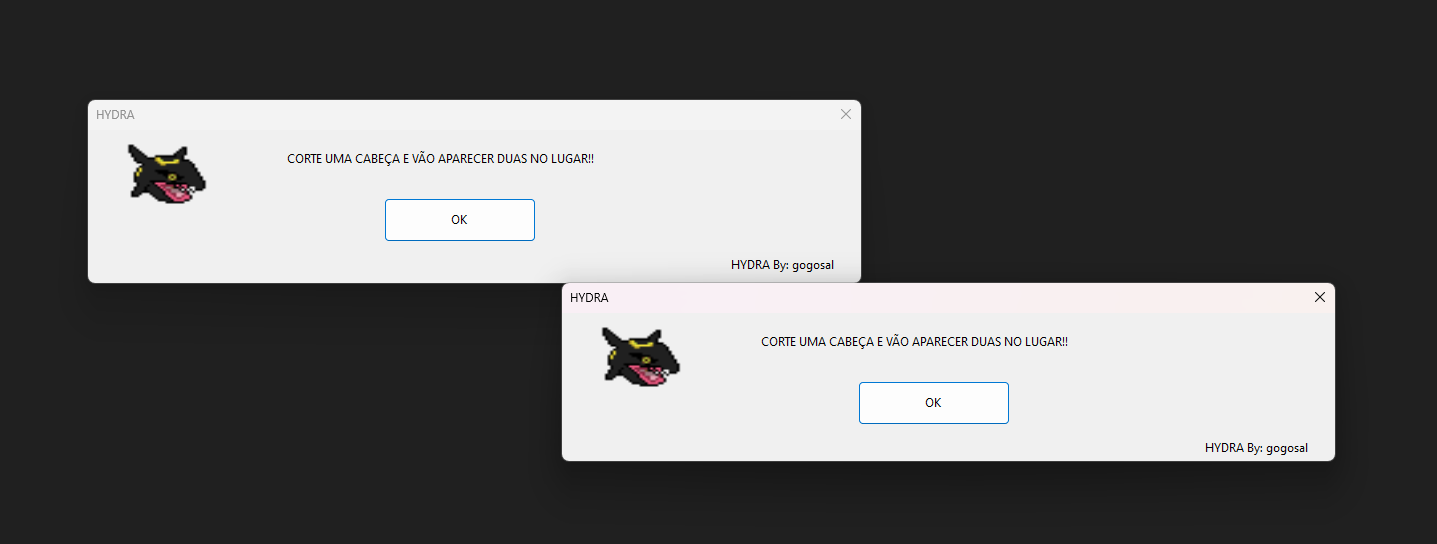 HYDRA
CORTE UMA CABEÇA E VÃO APARECER DUAS NO LUGAR!!
OK
HYDRA By: gogosal
HYDRA
CORTE UMA CABEÇA E VÃO APARECER DUAS NO LUGAR!!
OK
HYDRA By: gogosal